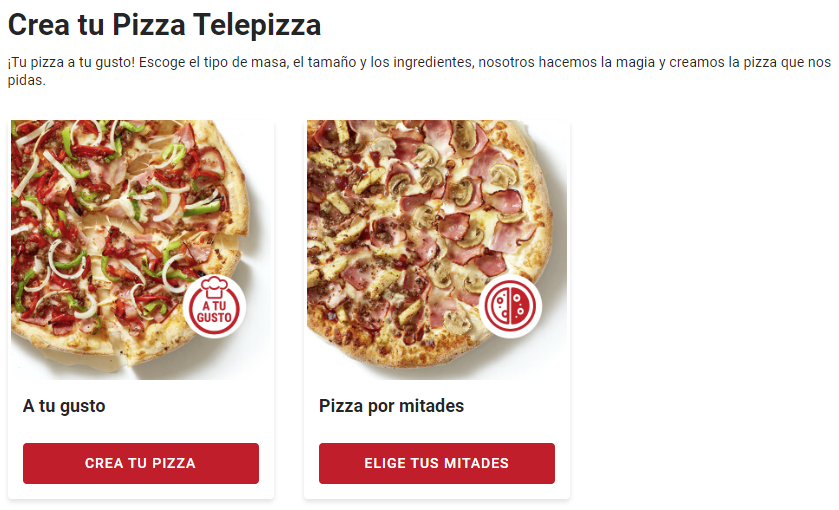 Crea tu Pizza Telepizza
¡Tu pizza a tu gusto! Escoge el tipo de masa, el tamaño y los ingredientes, nosotros hacemos la magia y creamos la pizza que nos
pidas.
A TU
GUSTO
A tu gusto
CREA TU PIZZA
Pizza por mitades
ELIGE TUS MITADES